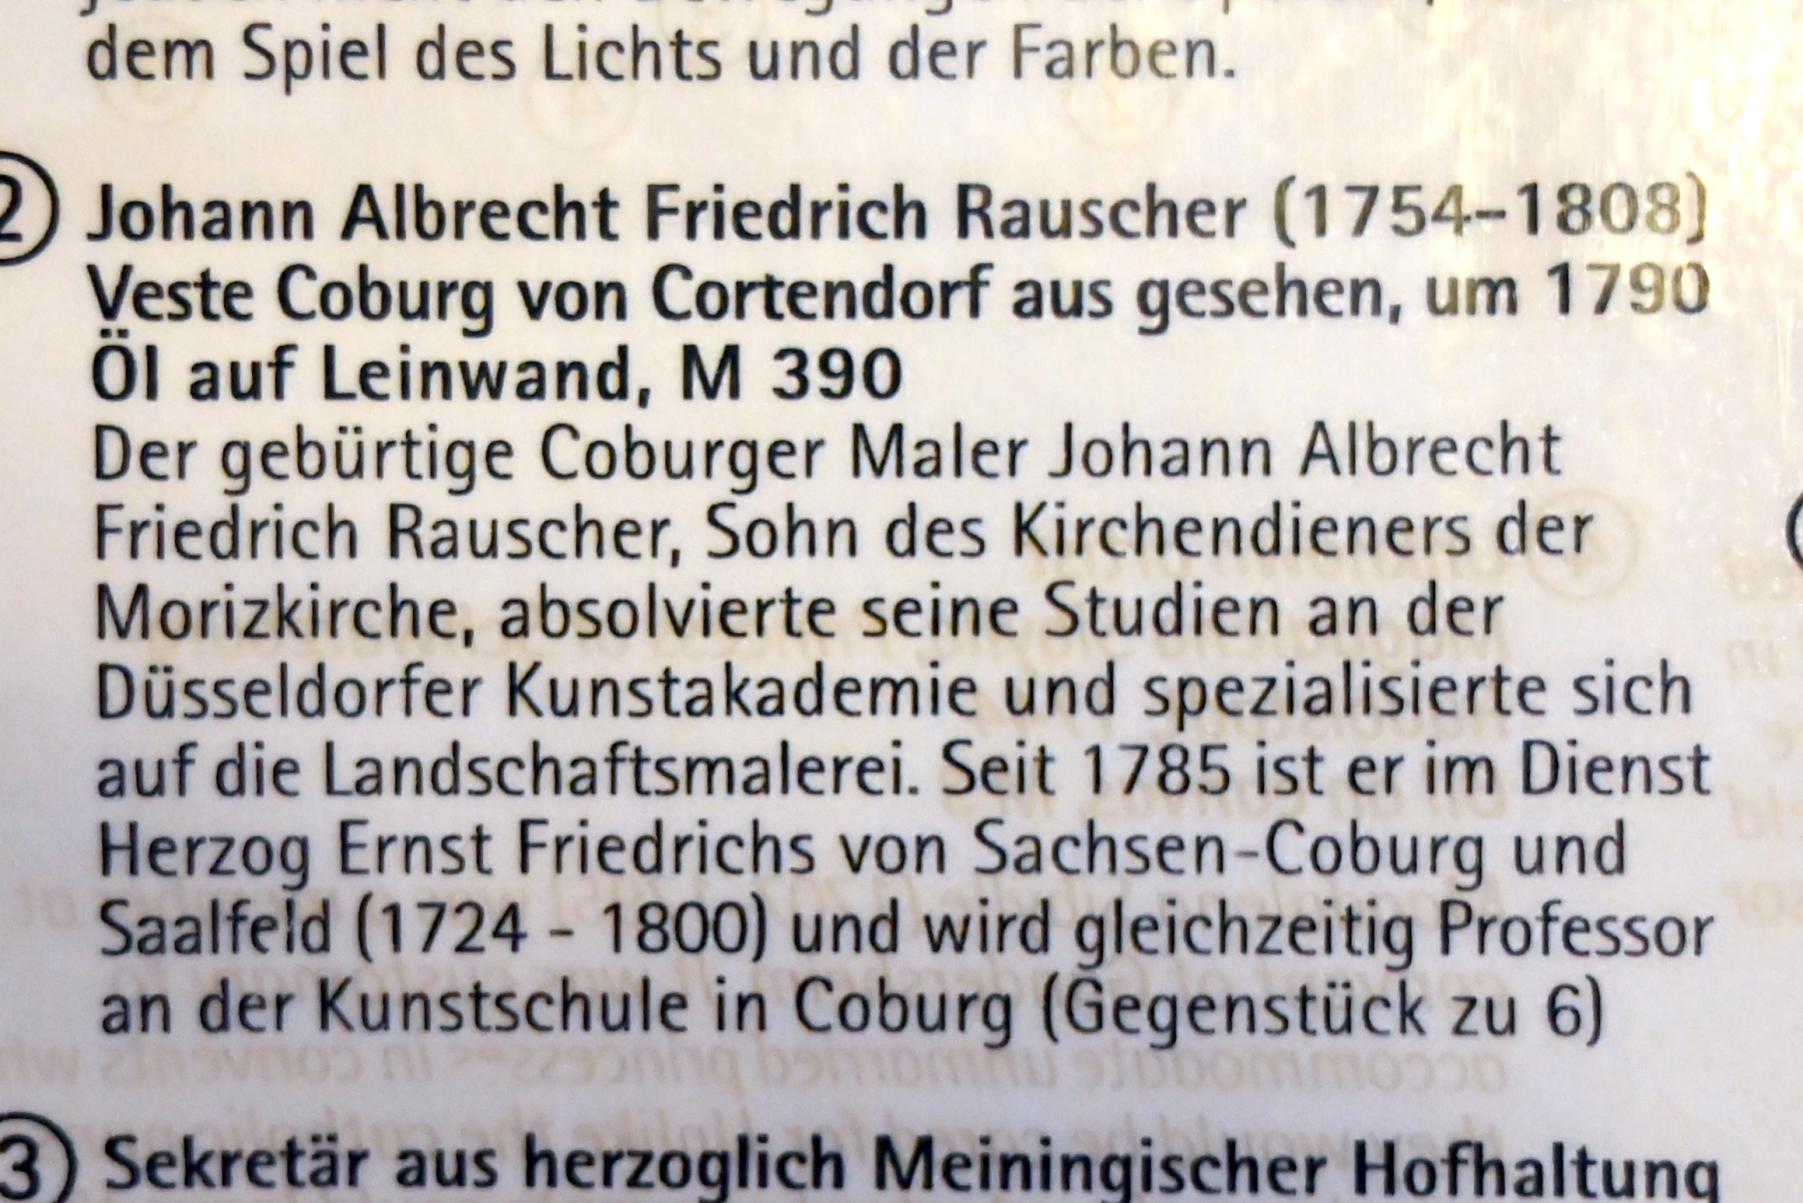 dem Spiel des Lichts und der Farben.
2 Johann Albrecht Friedrich Rauscher (1754–1808)
Veste Coburg von Cortendorf aus gesehen, um 1790
Öl auf Leinwand, M 390
Der gebürtige Coburger Maler Johann Albrecht
Friedrich Rauscher, Sohn des Kirchendieners der
Morizkirche, absolvierte seine Studien an der
Düsseldorfer Kunstakademie und spezialisierte sich
auf die Landschaftsmalerei. Seit 1785 ist er im Dienst
Herzog Ernst Friedrichs von Sachsen-Coburg und
Saalfeld (1724 - 1800) und wird gleichzeitig Professor
an der Kunstschule in Coburg (Gegenstück zu 6)
3 Sekretär aus herzoglich Meiningischer Hofhaltung